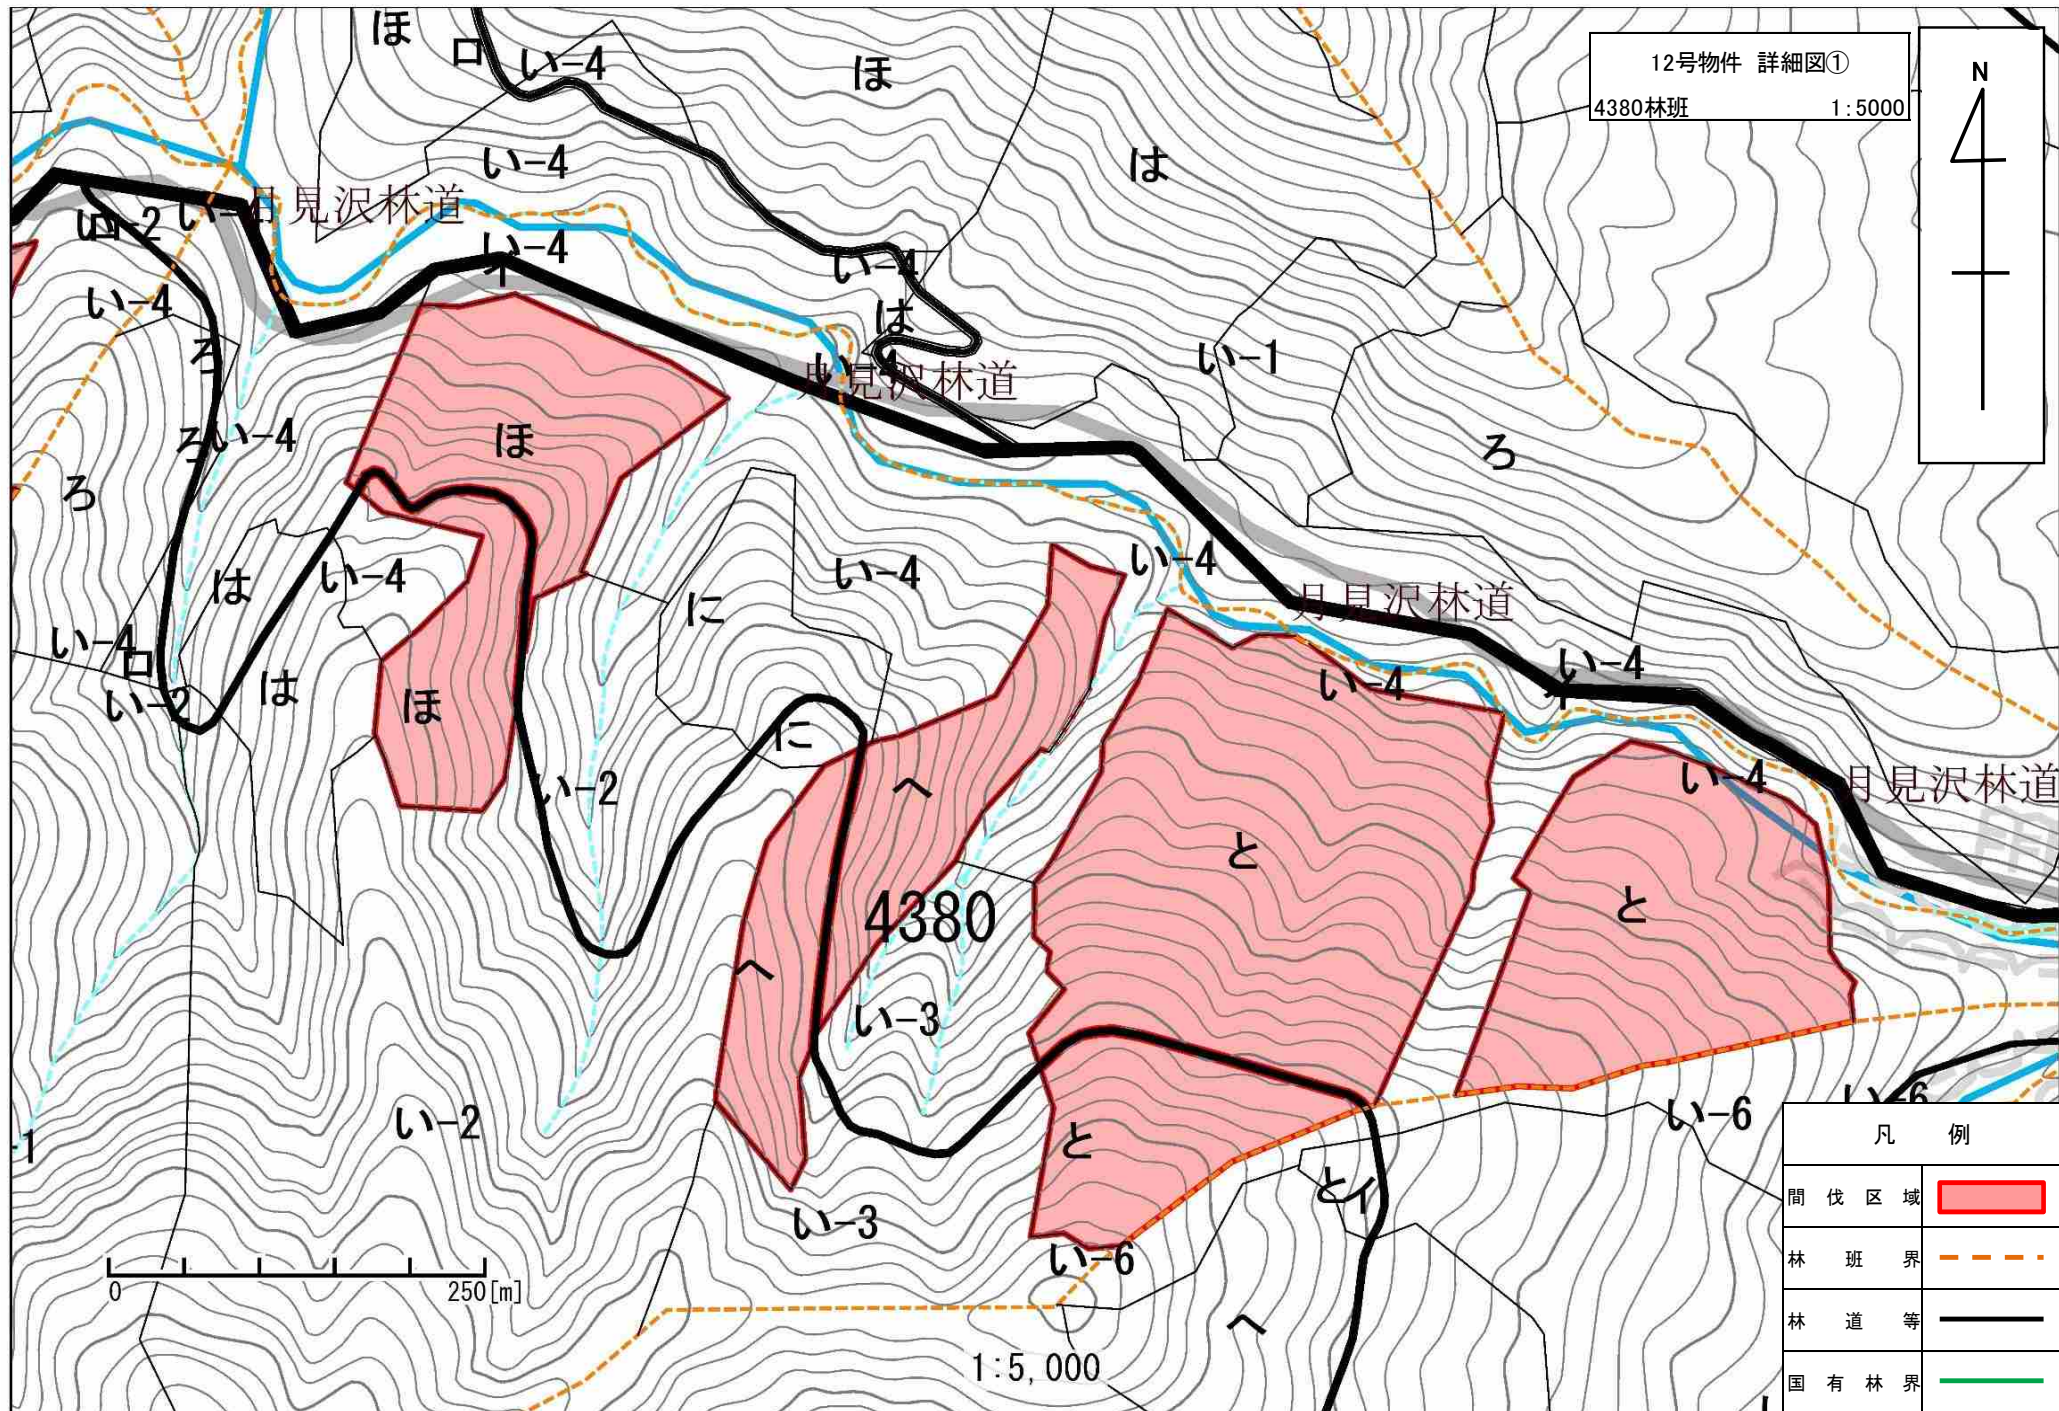 12号物件 詳細図①
4380林班 1:5000
N
ほ
ロ
い-4
ほ
は
い-4
月見沢林道
い-4
い-4
い-4
は
ろ
い-1
月見沢林道
ろ
い-4
ほ
ろ
ろ
は
い-4
に
い-4
い-4
月見沢林道
い-4
ロ
い-2
は
ほ
い-4
い-4
に
い-2
へ
い-4
月見沢林道
と
と
4380
へ
い-3
い-2
と
いー6
い-6
とイ
い-3
い-6
へ
0 250[m]
1:5,000
凡 例
間伐区域
林班界
林道等
国有林界